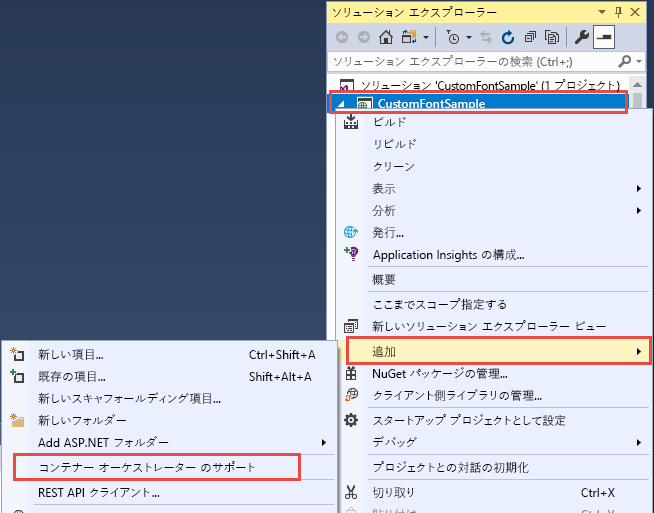 ソリューション エクスプローラー
ソリューション エクスプローラーの検索 (Ctrl+;)
ソリューション 'CustomFontSample' (1 プロジェクト)
CustomFontSample
ビルド
リビルド
クリーン
表示
分析
発行...
Application Insights の構成...
概要
ここまでスコープ指定する
新しいソリューション エクスプローラー ビュー
追加
NuGet パッケージの管理...
クライアント側ライブラリの管理...
スタートアップ プロジェクトとして設定
デバッグ
プロジェクトとの対話の初期化
切り取り Ctrl+X
新しい項目... Ctrl+Shift+A
既存の項目... Shift+Alt+A
新しいスキャフォールディング項目...
新しいフォルダー
Add ASP.NET フォルダー
コンテナー オーケストレーター のサポート
REST API クライアント...